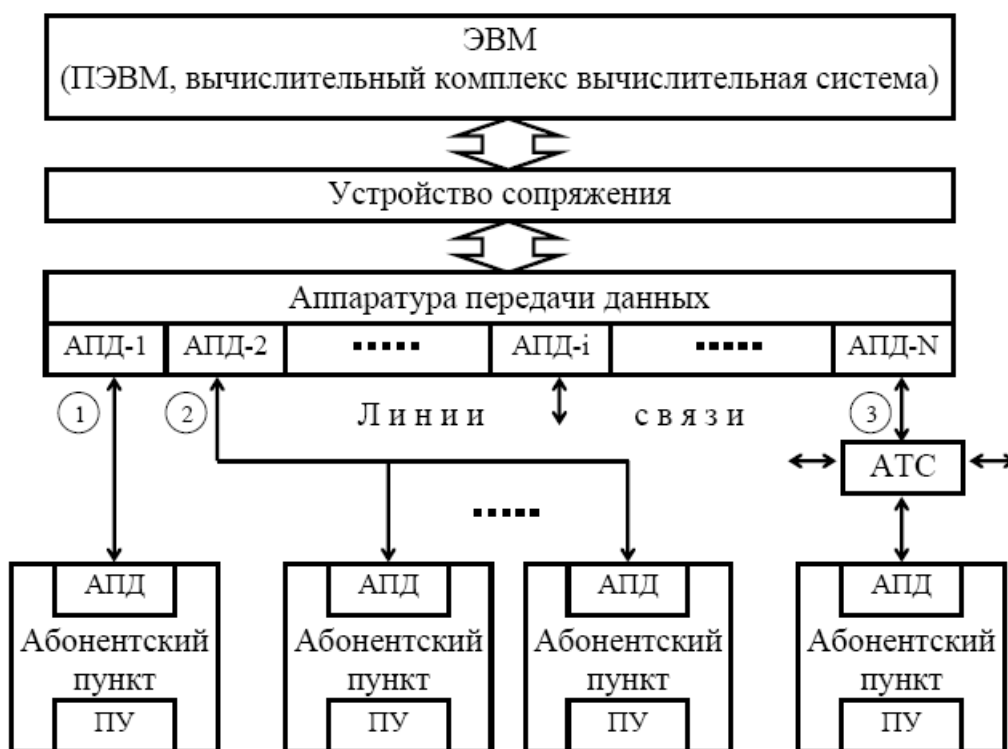 ЭВМ
(ПЭВМ, вычислительный комплекс вычислительная система)
Устройство сопряжения
Аппаратура передачи данных
АПД-1 АПД-2 ..... АПД-i ..... АПД-N
1 2 Линии связи 3
АТС
.....
АПД АПД АПД АПД
Абонентский Абонентский Абонентский Абонентский
пункт пункт пункт пункт
ПУ ПУ ПУ ПУ